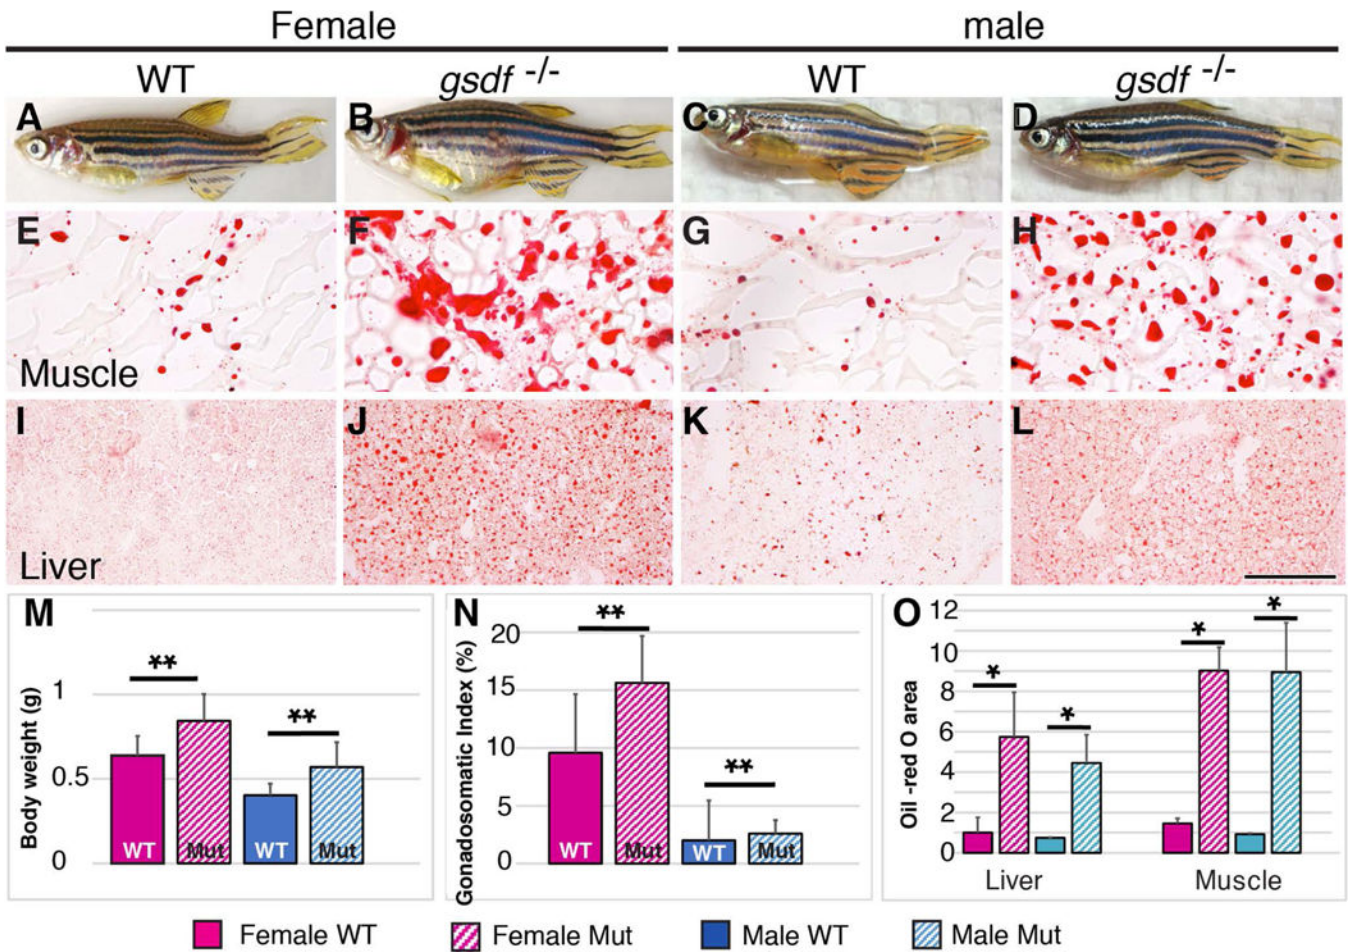 Female male
WT gsdf -/- WT gsdf -/-
A B C D
E F G H
Muscle
I J K L
Liver
M N O
** ** * * * *
** **
Body weight (g)
1
0.5
0
WT Mut WT Mut
Gonadosomatic Index (%)
20
15
10
5
0
WT Mut WT Mut
Oil -red O area
12
10
8
6
4
2
0
Liver Muscle
Female WT Female Mut Male WT Male Mut